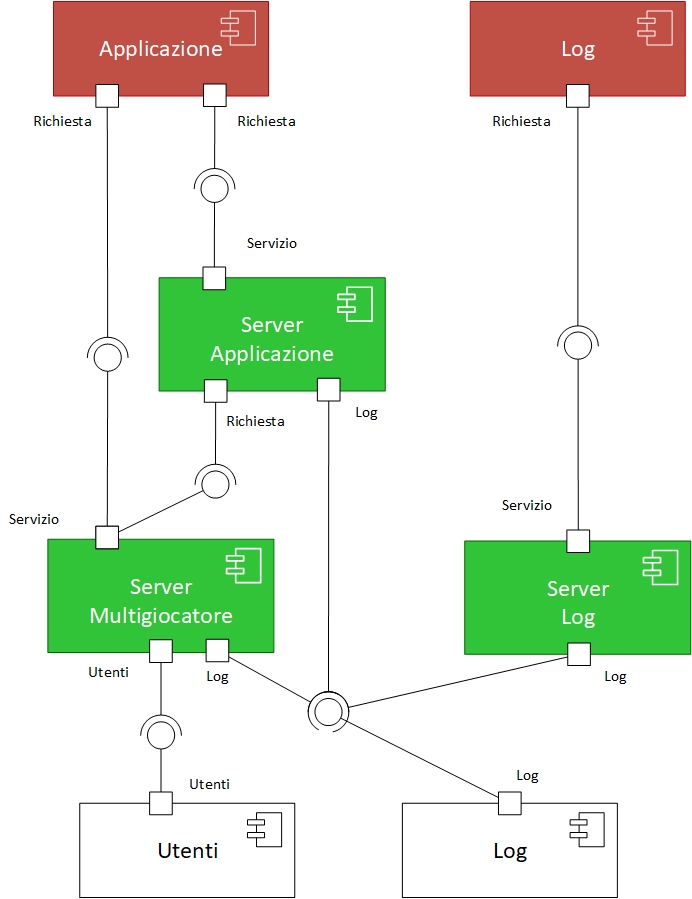 Applicazione
Log
Richiesta
Richiesta
Richiesta
Servizio
Server
Applicazione
Richiesta
Log
Servizio
Servizio
Server
Multigiocatore
Server
Log
Utenti
Log
Log
Utenti
Log
Utenti
Log